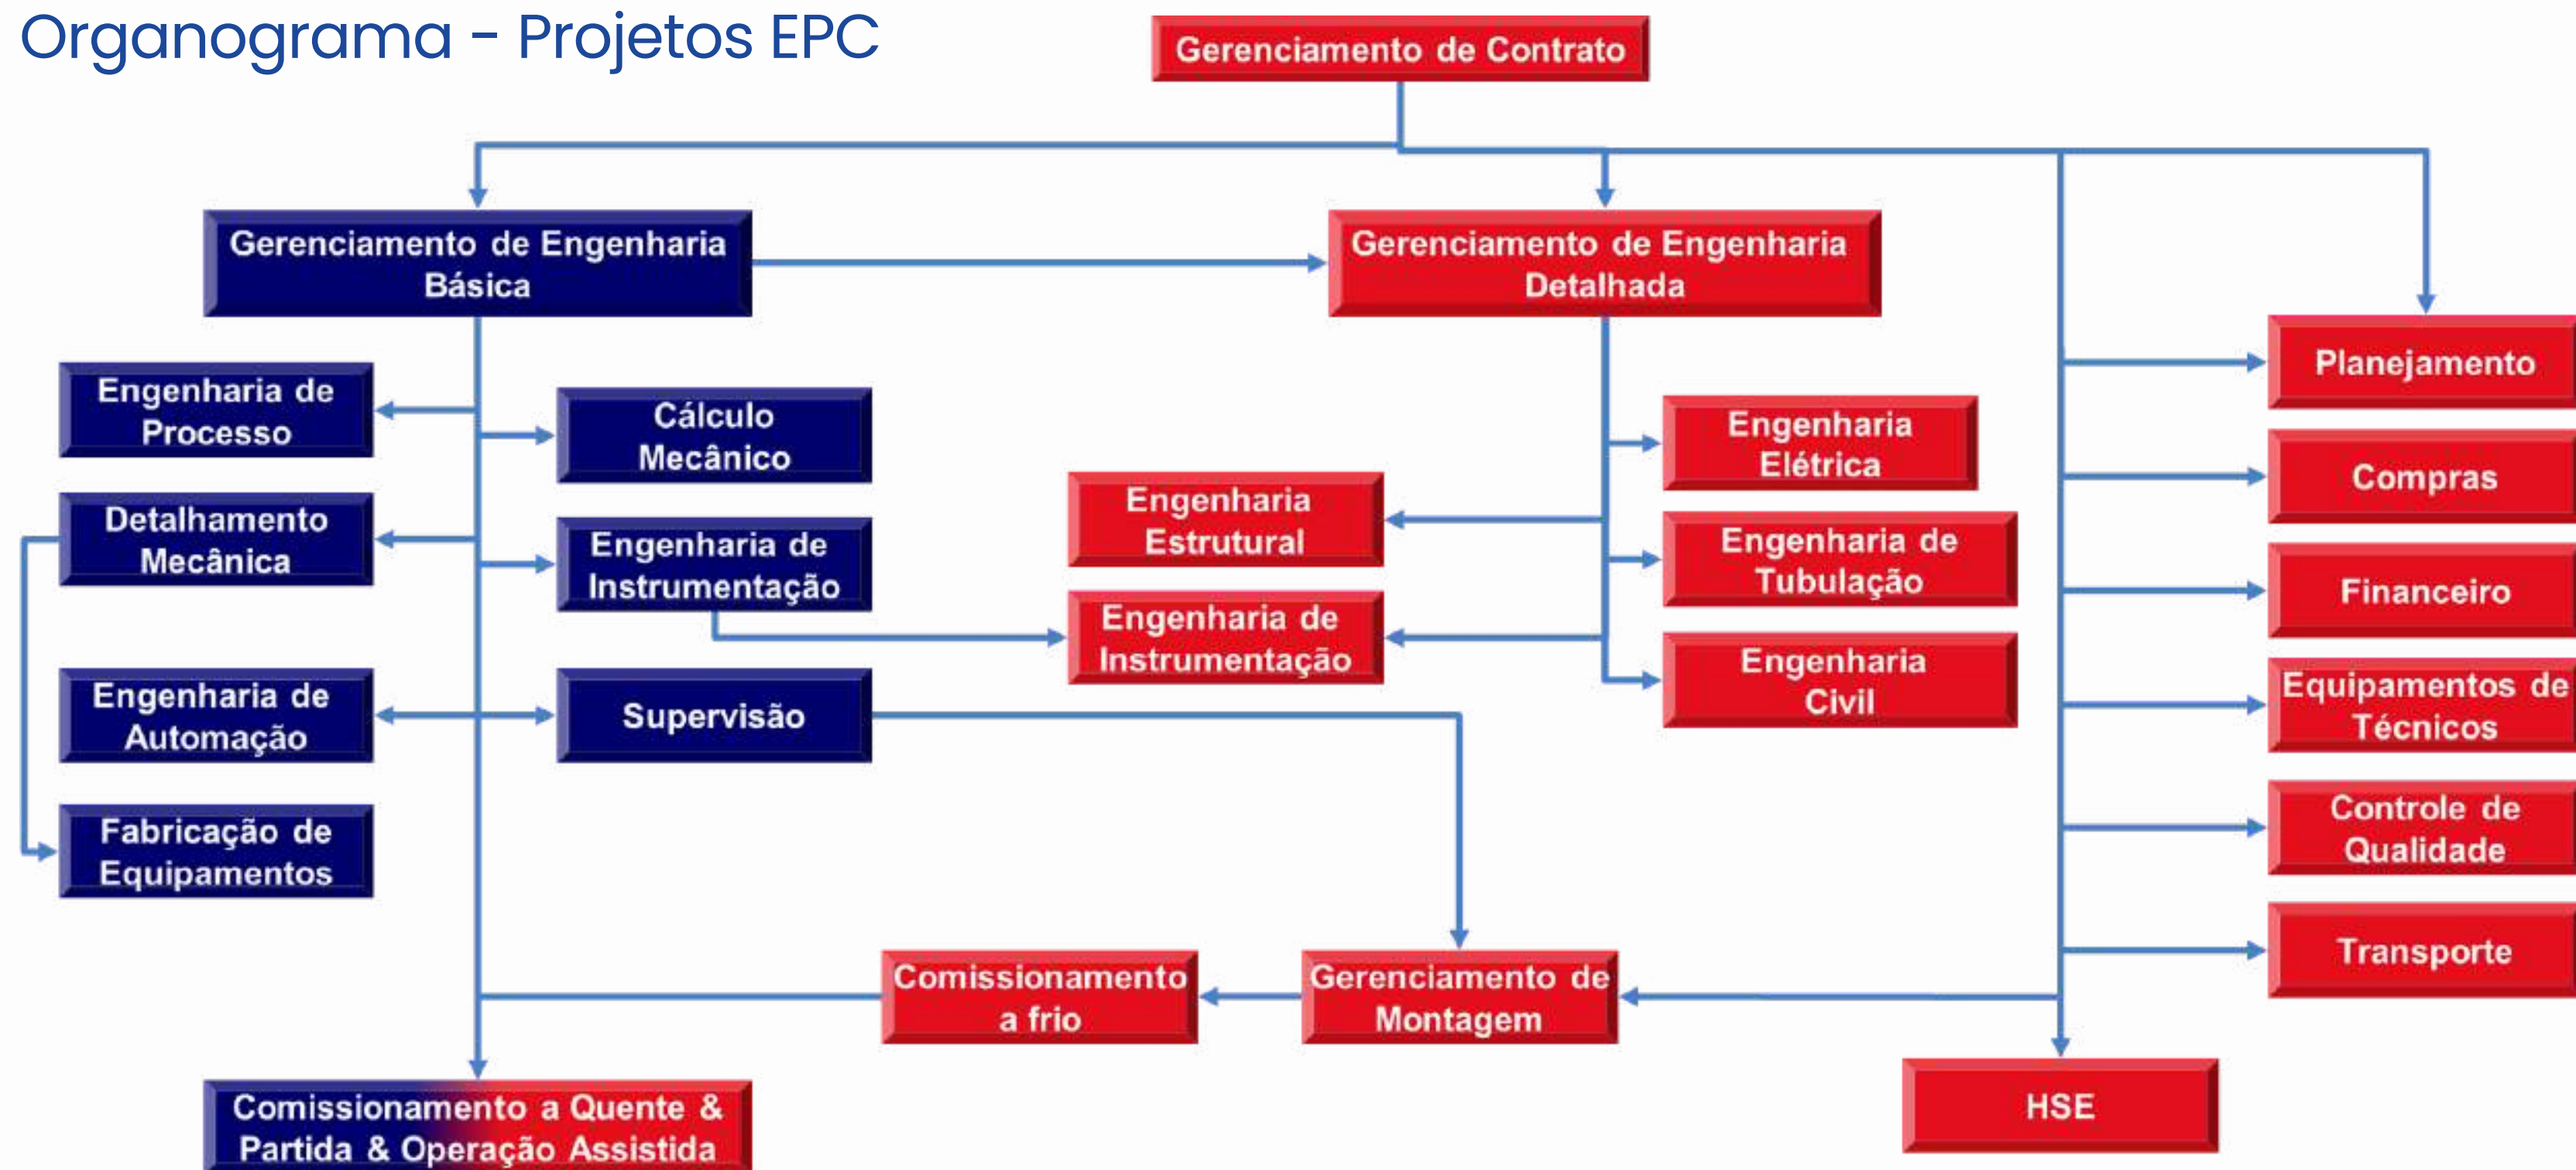 Organograma - Projetos EPC
Gerenciamento de Contrato
Gerenciamento de Engenharia
Básica
Gerenciamento de Engenharia
Detalhada
Engenharia de
Processo
Cálculo
Mecânico
Detalhamento
Mecânica
Engenharia de
Instrumentação
Engenharia de
Automação
Supervisão
Fabricação de
Equipamentos
Engenharia
Estrutural
Engenharia de
Instrumentação
Engenharia
Elétrica
Engenharia de
Tubulação
Engenharia
Civil
Planejamento
Compras
Financeiro
Equipamentos de
Técnicos
Controle de
Qualidade
Transporte
Comissionamento
a frio
Gerenciamento de
Montagem
Comissionamento a Quente &
Partida & Operação Assistida
HSE